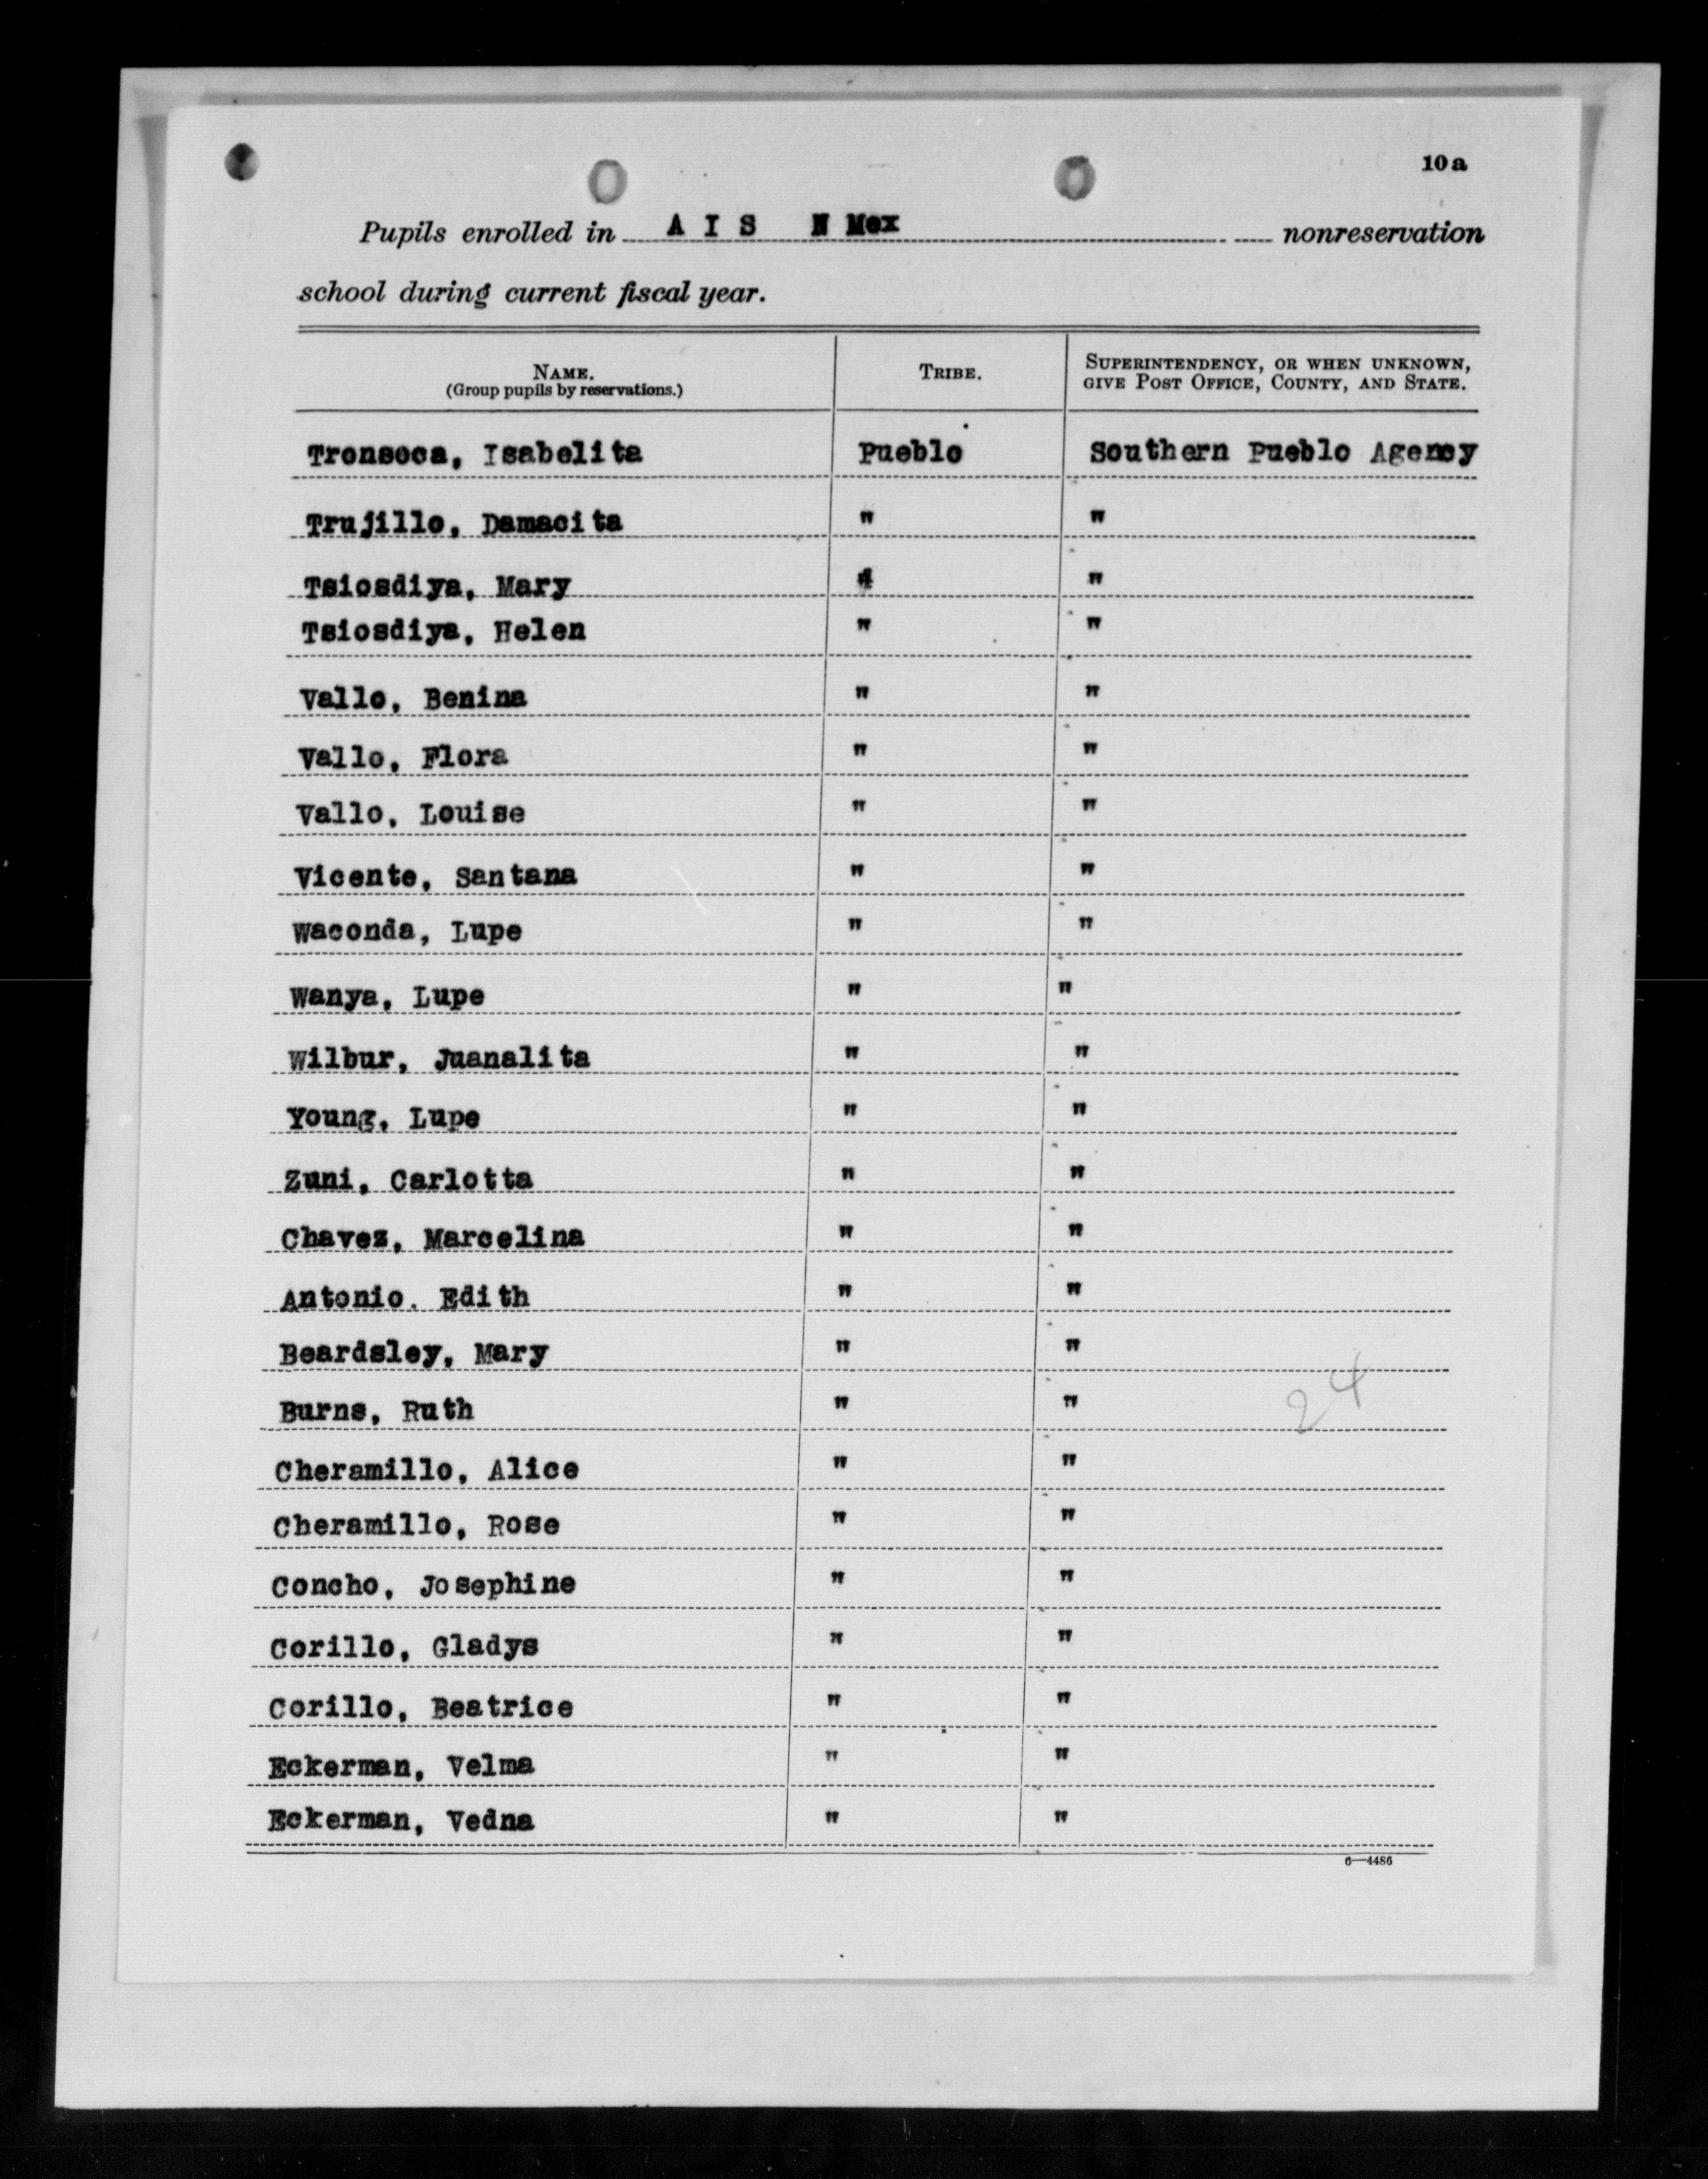 10 a
Pupils enrolled in A I S N Mex nonreservation
school during current fiscal year.
NAME. TRIBE. SUPERINTENDENCY, OR WHEN UNKNOWN,
(Group pupils by reservations.) GIVE POST OFFICE, COUNTY, AND STATE.
Tronsoca, Isabelita Pueblo Southern Pueblo Agency
Trujillo, Damacita " "
Tsiosdiya, Mary "
Tsiosdiya, Helen " "
Vallo, Benina " "
Vallo, Flora " "
Vallo, Louise " "
Vicente, Santana " "
Waconda, Lupe " "
Wanya, Lupe " "
Wilbur, Juanalita " "
Young, Lupe " "
Zuni, Carlotta " "
Chavez, Marcelina " "
Antonio. Edith " "
Beardsley, Mary " "
Burns, Ruth " " 24
Cheramillo, Alice " "
Cheramillo, Rose " "
Concho, Josephine " "
Corillo, Gladys " "
Corillo, Beatrice " "
Eckerman, Velma " "
Eckerman, Vedna " "
6—4486